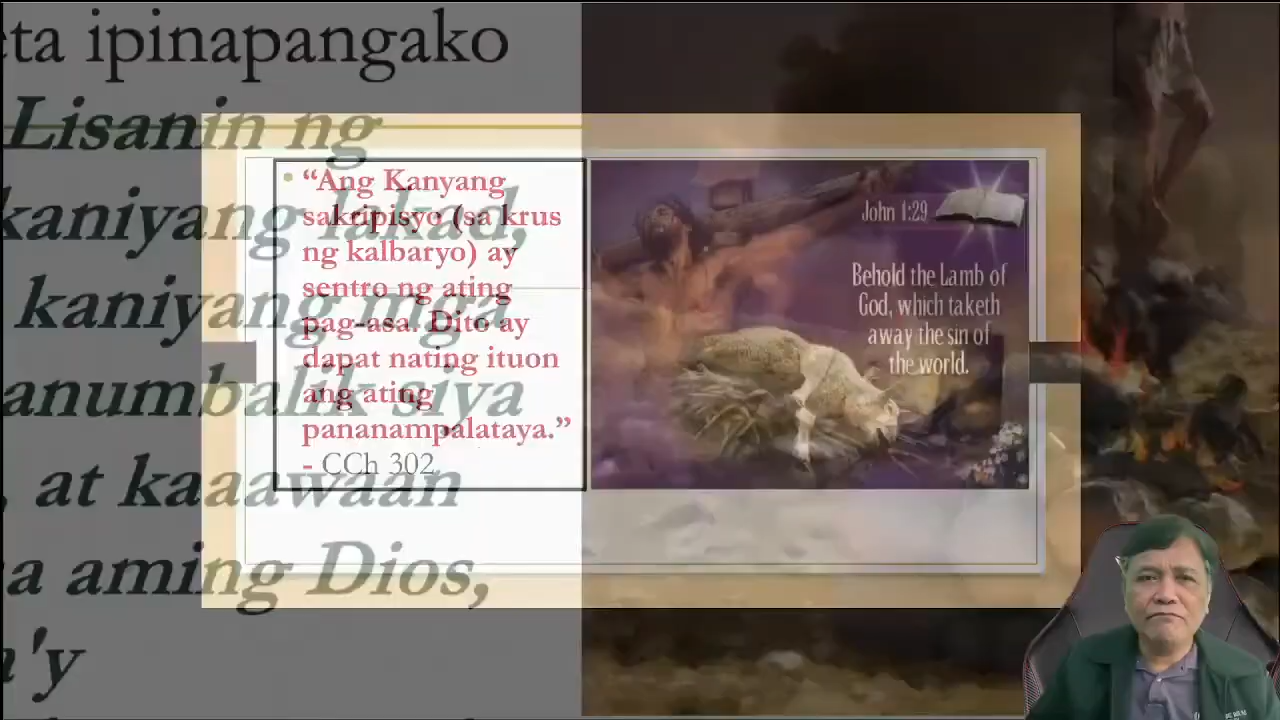 eta ipinapangako
Lisanin ng
kaniyang lakad,
kaniyang mga
anumbalik siya
, at kaaawaan
a aming Dios,
'y
“Ang Kanyang
sakripisyo (sa krus
ng kalbaryo) ay
sentro ng ating
pag-asa. Dito ay
dapat nating ituon
ang ating
pananampalataya.”
- CCh 302
John 1:29
Behold the Lamb of
God, which taketh
away the sin of
the world.